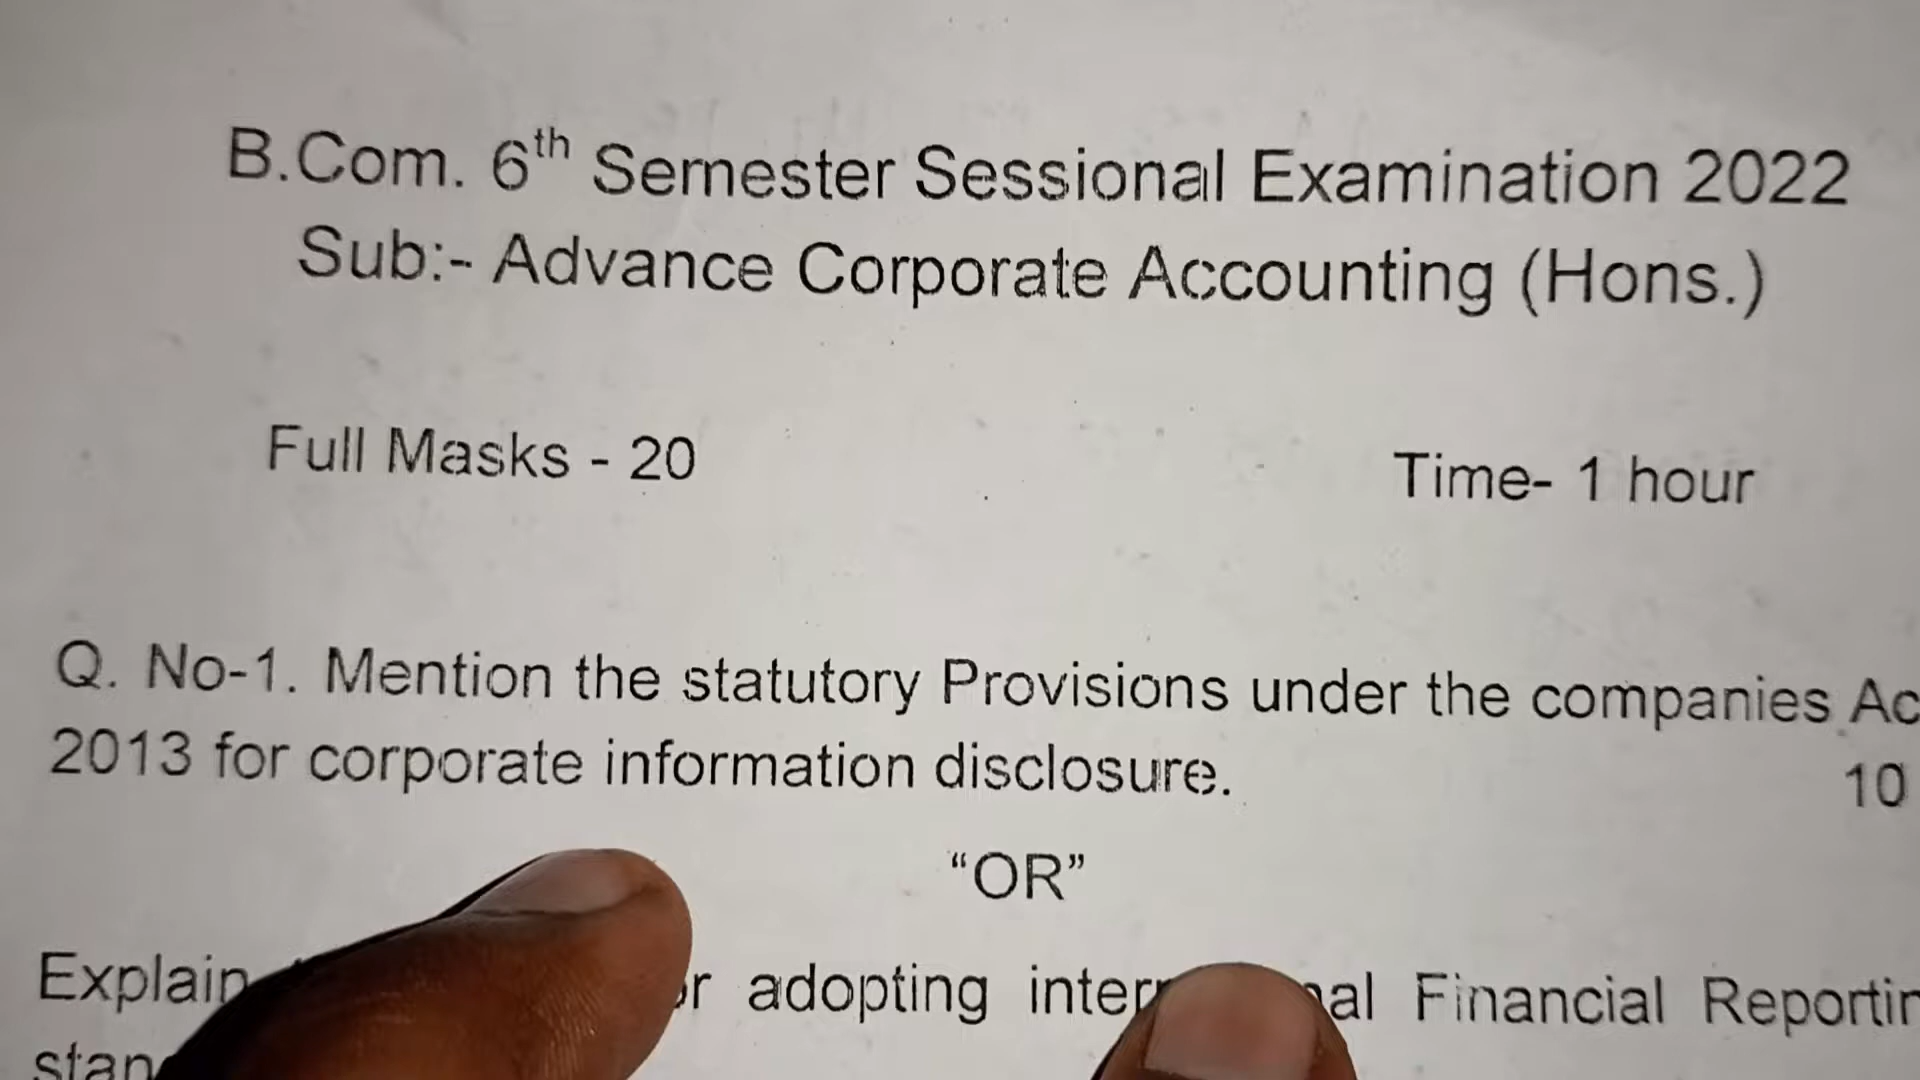 B.Com. 6th Semester Sessional Examination 2022
Sub:- Advance Corporate Accounting (Hons.)
Full Masks - 20
Time- 1 hour
Q. No-1. Mention the statutory Provisions under the companies Ac
2013 for corporate information disclosure.
10
“OR”
Explain adopting Financial Reportin